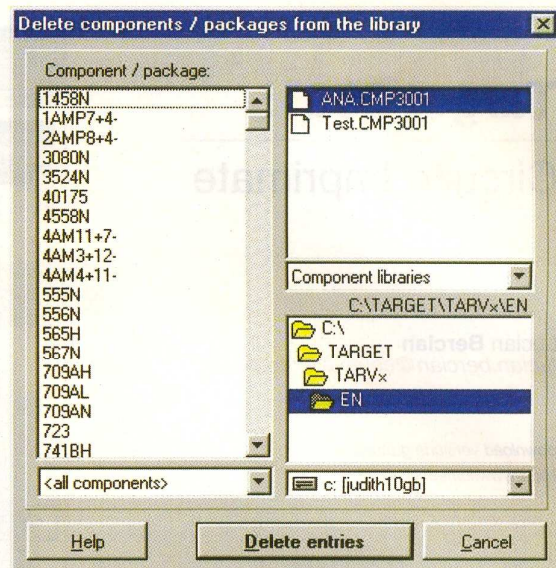 Delete components / packages from the library
Component / package:
1458N
1AMP7+4-
2AMP8+4-
3080N
3524N
40175
4558N
4AM11+7-
4AM3+12-
4AM4+11-
555N
556N
565H
567N
709AH
709AL
709AN
723
741BH
<all components>
ANA.CMP3001
Test.CMP3001
Component libraries
C:\TARGET\TARVx\EN
C:\
TARGET
TARVx
EN
c: [judith10gb]
Help
Delete entries
Cancel